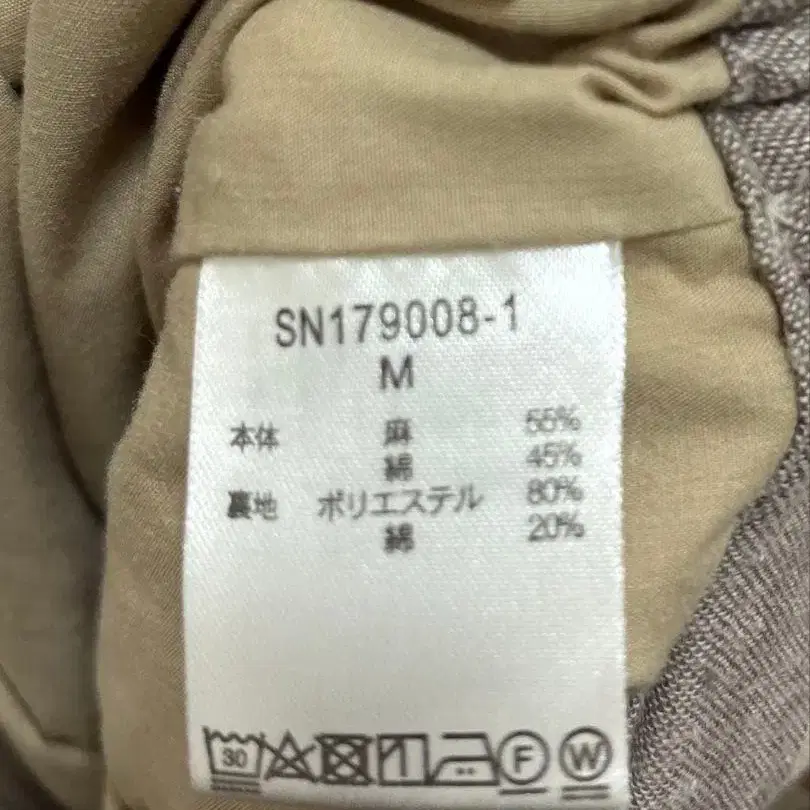 SN179008-1
M
本体 麻 55%
綿 45%
裏地 ポリエステル 80%
綿 20%
30 F W